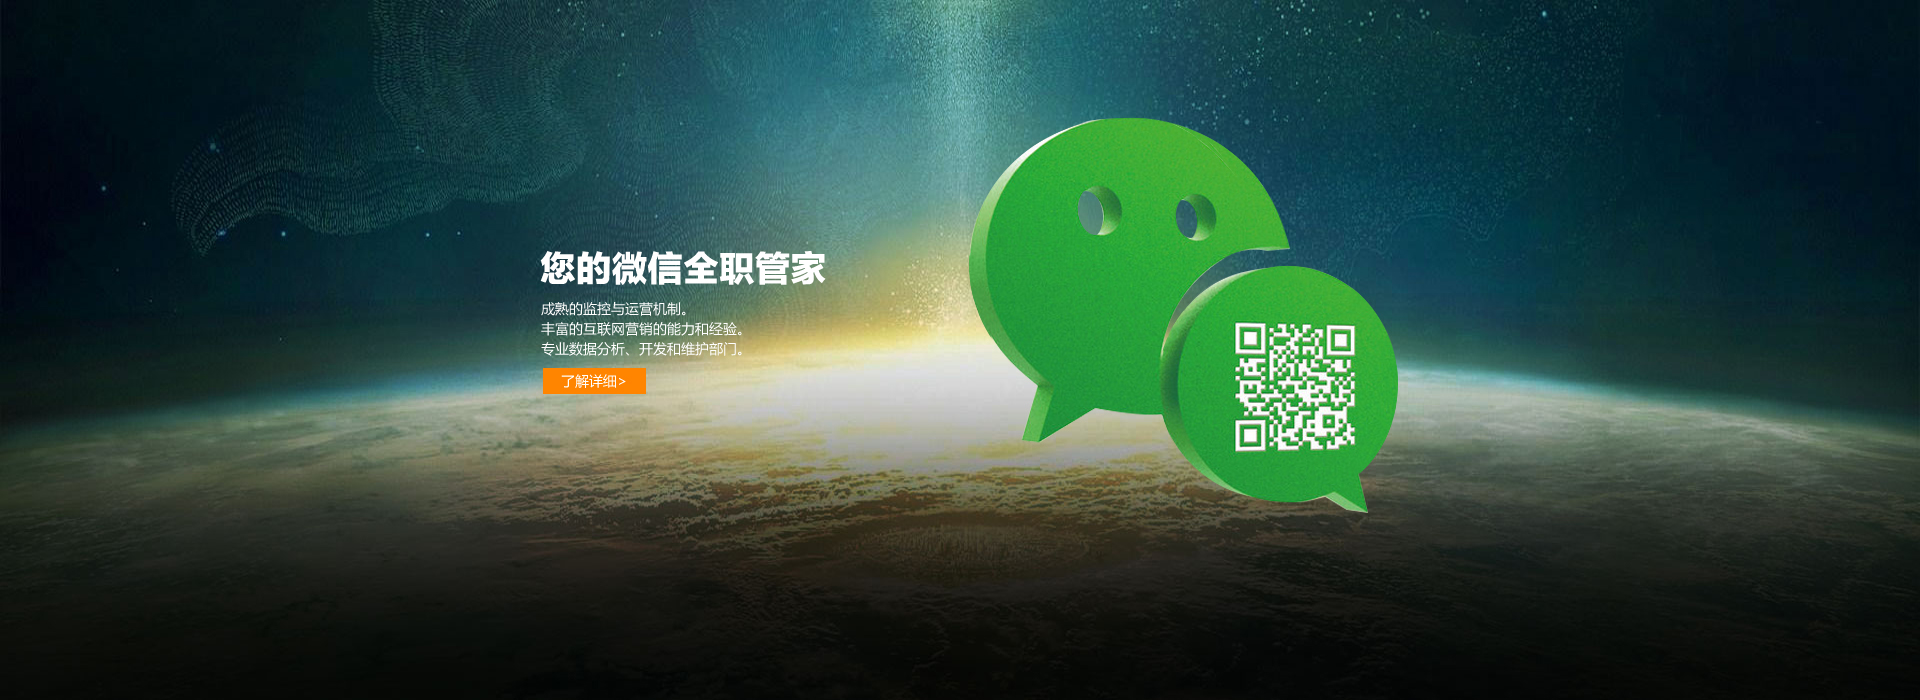 您的微信全职管家
成熟的监控与运营机制。
丰富的互联网营销的能力和经验。
专业数据分析、开发和维护部门。
了解详细>